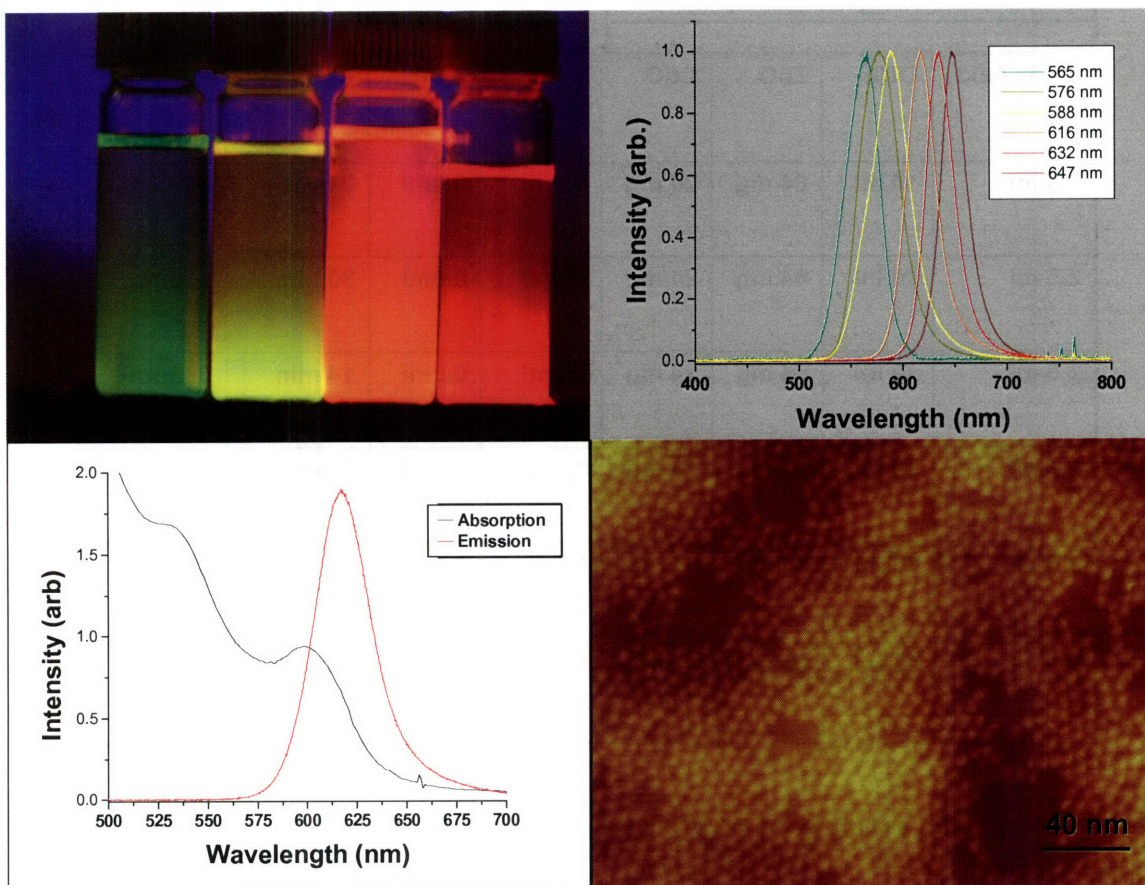 1.0
0.8
0.6
0.4
0.2
0.0
Intensity (arb.)
565 nm
576 nm
588 nm
616 nm
632 nm
647 nm
400 500 600 700 800
Wavelength (nm)
2.0
1.5
1.0
0.5
0.0
Intensity (arb)
Absorption
Emission
500 525 550 575 600 625 650 675 700
Wavelength (nm)
40 nm